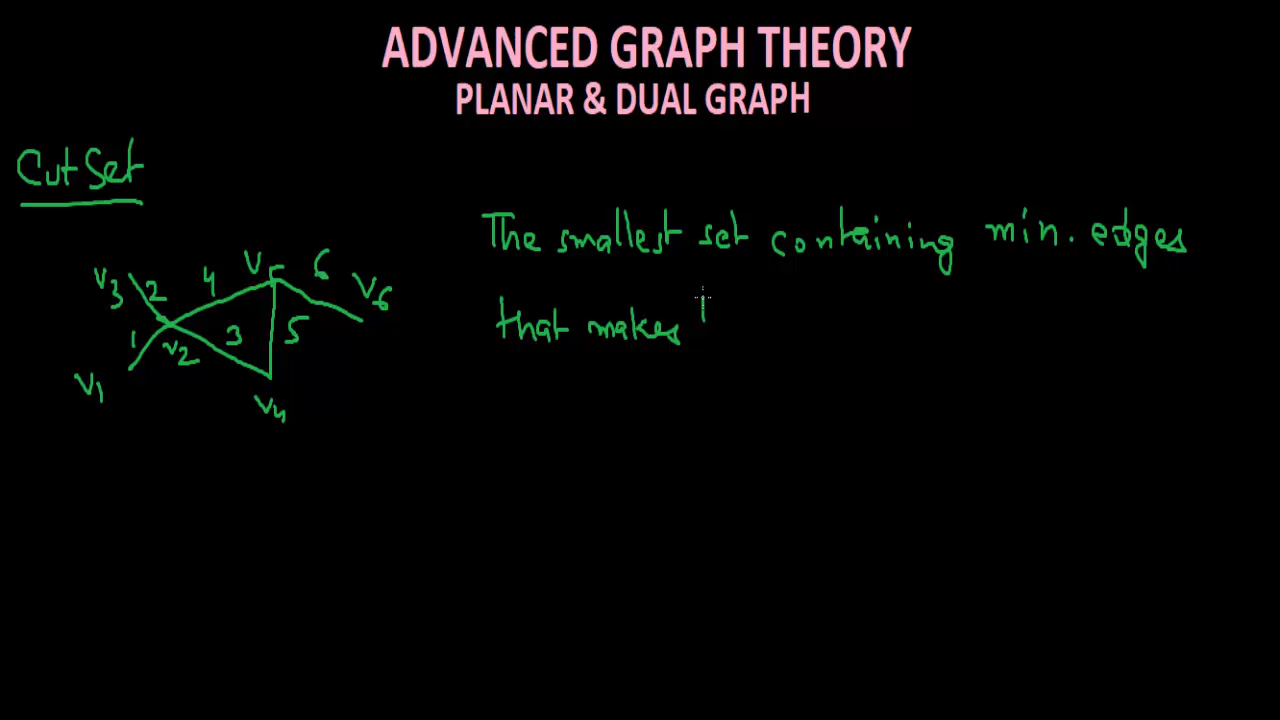 ADVANCED GRAPH THEORY
PLANAR & DUAL GRAPH
Cut Set
The smallest set containing min. edges
that makes
V3 2 4 V5 6 V6
1 V2 3 5
V1
V4